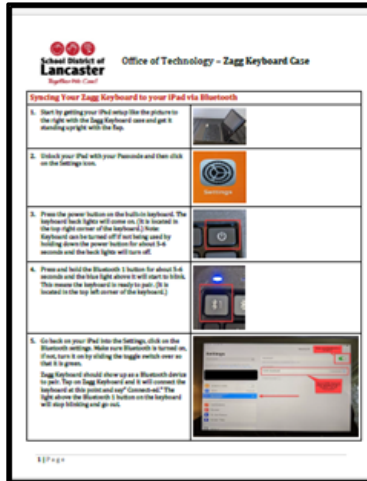 School District of
Lancaster
Together We Can!
Office of Technology – Zagg Keyboard Case
Syncing Your Zagg Keyboard to your iPad via Bluetooth
1. Start by getting your iPad setup like the picture to
the right with the Zagg Keyboard case and get it
standing upright with the flap.
2. Unlock your iPad with your Passcode and then click
on the Settings icon.
Settings
3. Press the power button on the built-in keyboard. The
keyboard back lights will come on. (It is located in
the top right corner of the keyboard.) Note:
Keyboard can be turned off if not being used by
holding down the power button for about 5-6
seconds and the back lights will turn off.
4. Press and hold the Bluetooth 1 button for about 5-6
seconds and the blue light above it will start to blink.
This means the keyboard is ready to pair. (It is
located in the top left corner of the keyboard.)
5. Go back on your iPad into the Settings, click on the
Bluetooth settings. Make sure Bluetooth is turned on,
if not, turn it on by sliding the toggle switch over so
that it is green.
Zagg Keyboard should show up as a Bluetooth device
to pair. Tap on Zagg Keyboard and it will connect the
keyboard at this point and say" Connect-ed." The
light above the Bluetooth 1 button on the keyboard
will stop blinking and go out.
Settings
1 | Page